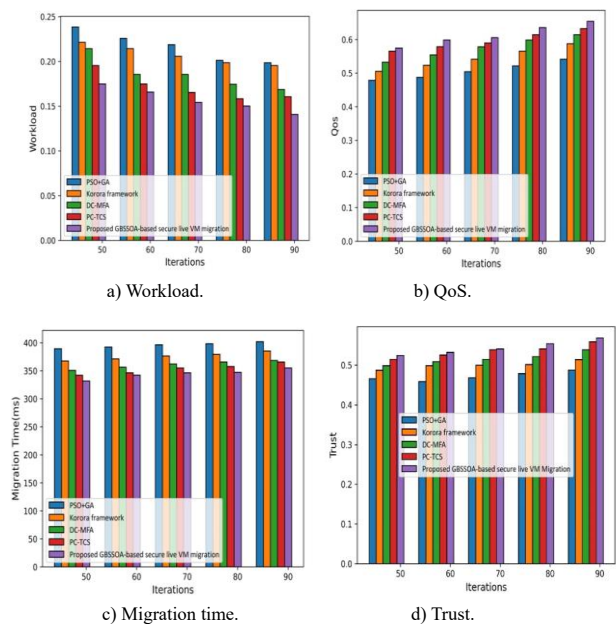 0.25
0.20
0.15
0.10
0.05
0.00
Workload
PSO+GA
Korora framework
DC-MFA
PC-TCS
Proposed GBSSOA-based secure live VM migration
50 60 70 80 90
Iterations
a) Workload.
0.6
0.5
0.4
0.3
0.2
0.1
0.0
Qos
PSO+GA
Korora framework
DC-MFA
PC-TCS
Proposed GBSSOA-based secure live VM migration
50 60 70 80 90
Iterations
b) QoS.
400
350
300
250
200
150
100
50
0
Migration Time(ms)
PSO+GA
Korora framework
DC-MFA
PC-TCS
Proposed GBSSOA-based secure live VM migration
50 60 70 80 90
Iterations
c) Migration time.
0.5
0.4
0.3
0.2
0.1
0.0
Trust
PSO+GA
Korora framework
DC-MFA
PC-TCS
Proposed GBSSOA-based secure live VM Migration
50 60 70 80 90
Iterations
d) Trust.